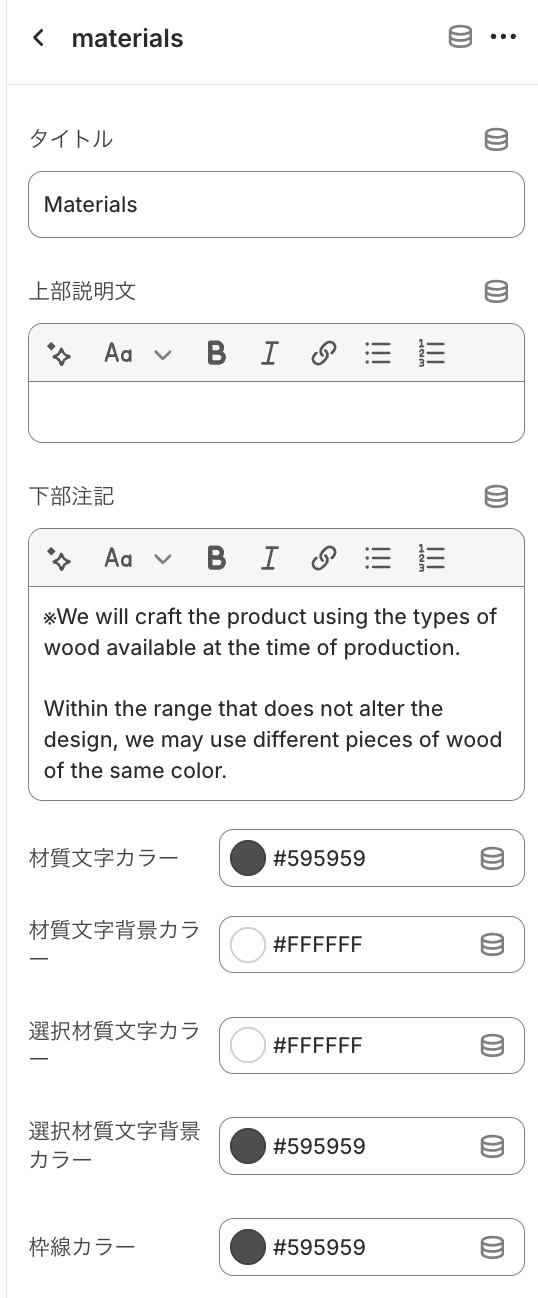 materials
タイトル
Materials
上部説明文
Aa B I
下部注記
Aa B I
※We will craft the product using the types of
wood available at the time of production.
Within the range that does not alter the
design, we may use different pieces of wood
of the same color.
材質文字カラー #595959
材質文字背景カラ
ー
#FFFFFF
選択材質文字カラ
ー
#FFFFFF
選択材質文字背景
カラー
#595959
枠線カラー #595959